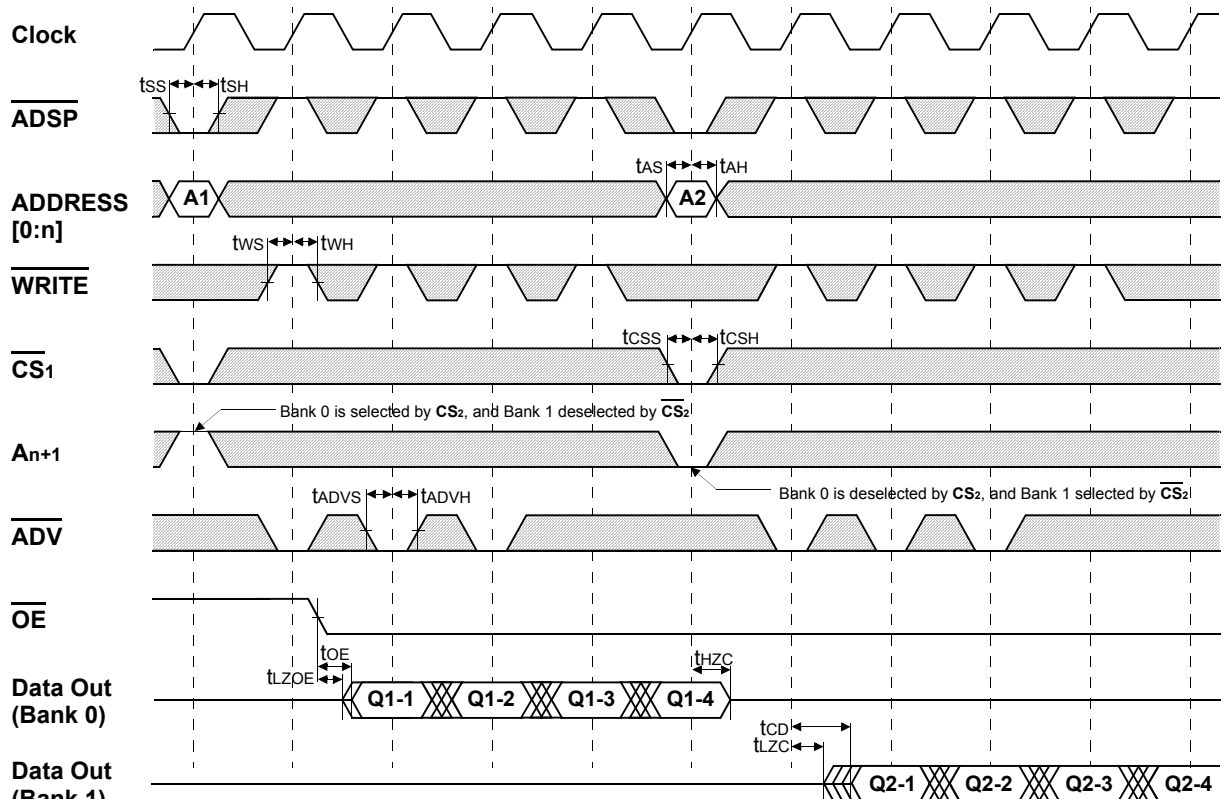 Clock
tSS tSH
ADSP
tAS tAH
ADDRESS
[0:n]
A1 A2
tWS tWH
WRITE
tCSS tCSH
CS1
Bank 0 is selected by CS2, and Bank 1 deselected by CS2
An+1
Bank 0 is deselected by CS2, and Bank 1 selected by CS2
tADVS tADVH
ADV
OE
tOE
tHZC
tLZOE
Data Out
(Bank 0)
Q1-1 Q1-2 Q1-3 Q1-4
tCD
tLZC
Data Out
(Bank 1)
Q2-1 Q2-2 Q2-3 Q2-4